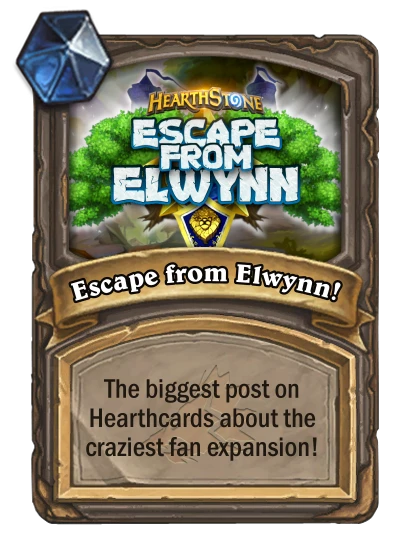 HEARTHSTONE
ESCAPE
FROM
ELWYNN
Escape from Elwynn!
The biggest post on
Hearthcards about the
craziest fan expansion!